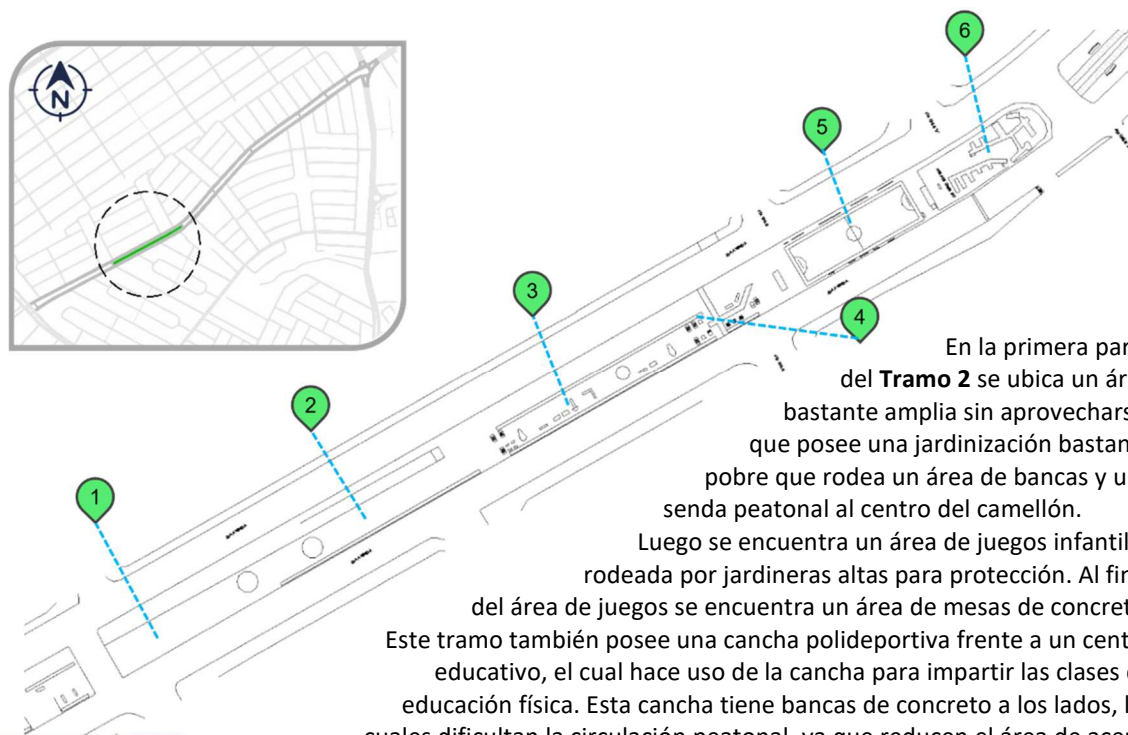 6
N
5
3
4
2
1
En la primera par
del Tramo 2 se ubica un ár
bastante amplia sin aprovechars
que posee una jardinización bastan
pobre que rodea un área de bancas y u
senda peatonal al centro del camellón.
Luego se encuentra un área de juegos infantil
rodeada por jardineras altas para protección. Al fin
del área de juegos se encuentra un área de mesas de concret
Este tramo también posee una cancha polideportiva frente a un cent
educativo, el cual hace uso de la cancha para impartir las clases
educación física. Esta cancha tiene bancas de concreto a los lados, l
cuales dificultan la circulación peatonal, ya que reducen el área de acer